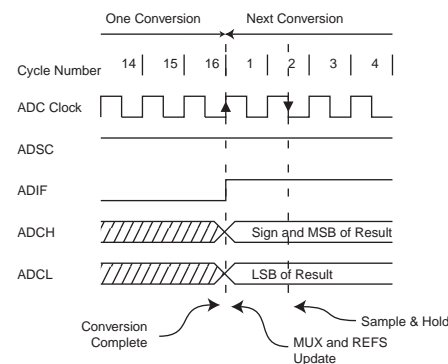 One Conversion Next Conversion
Cycle Number 14 15 16 1 2 3 4
ADC Clock
ADSC
ADIF
ADCH Sign and MSB of Result
ADCL LSB of Result
Sample & Hold
Conversion
Complete
MUX and REFS
Update